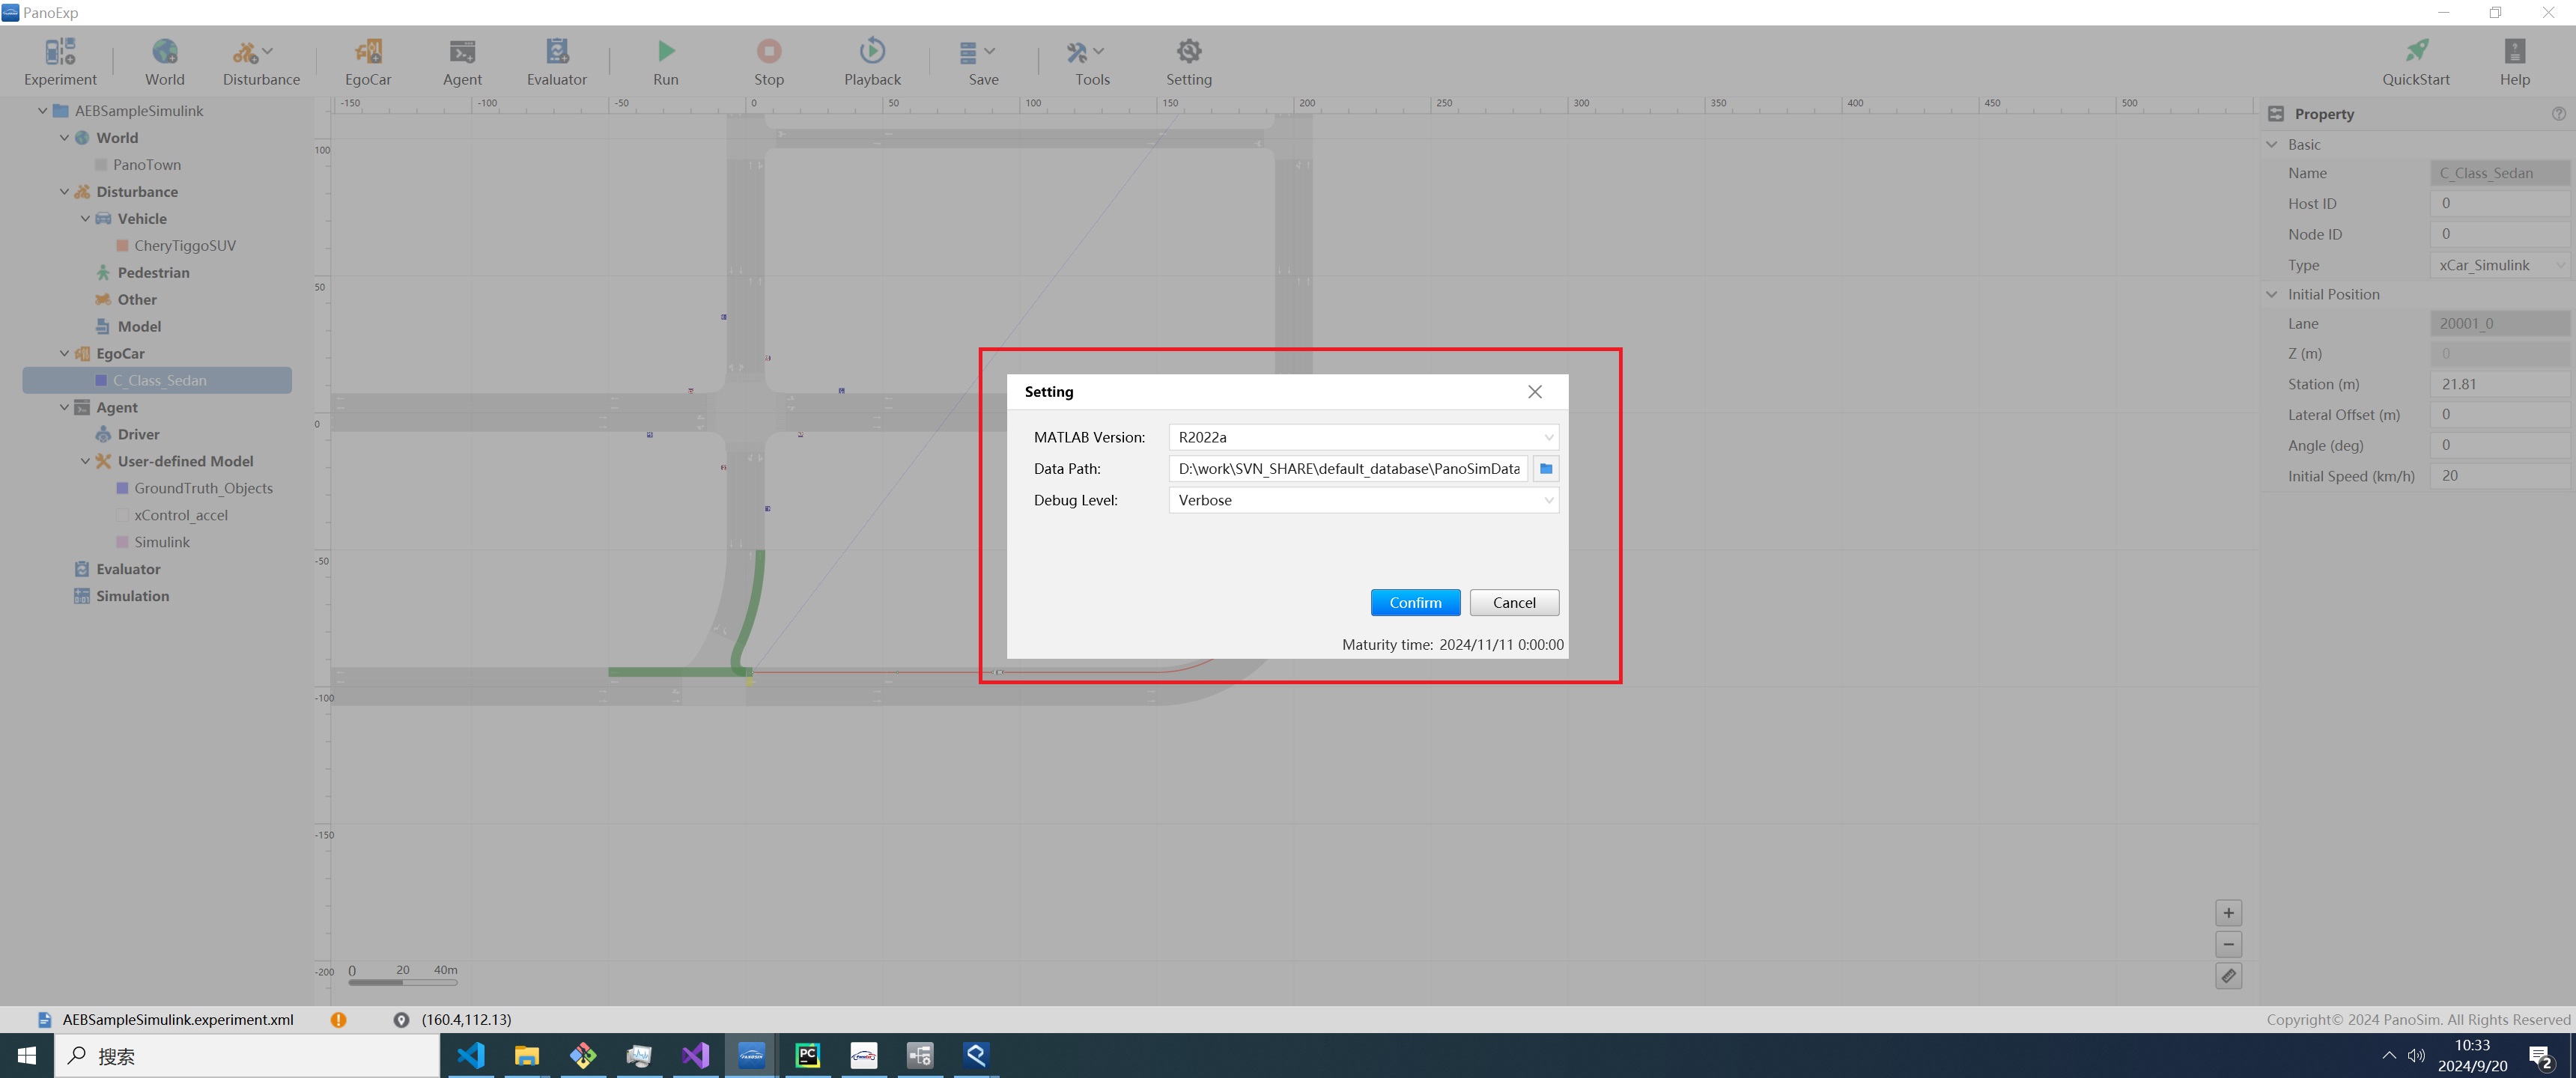 PanoExp
Experiment
World
Disturbance
EgoCar
Agent
Evaluator
Run
Stop
Playback
Save
Tools
Setting
QuickStart
Help
AEBSampleSimulink
World
PanoTown
Disturbance
Vehicle
CheryTiggoSUV
Pedestrian
Other
Model
EgoCar
C_Class_Sedan
Agent
Driver
User-defined Model
GroundTruth_Objects
xControl_accel
Simulink
Evaluator
Simulation
-150 -100 -50 0 50 100 150 200 250 300 350 400 450 500
100
50
0
-50
-100
-150
-200
0 20 40m
Setting
MATLAB Version: R2022a
Data Path: D:\work\SVN_SHARE\default_database\PanoSimData
Debug Level: Verbose
Confirm Cancel
Maturity time: 2024/11/11 0:00:00
Property
Basic
Name C_Class_Sedan
Host ID 0
Node ID 0
Type xCar_Simulink
Initial Position
Lane 20001_0
Z (m) 0
Station (m) 21.81
Lateral Offset (m) 0
Angle (deg) 0
Initial Speed (km/h) 20
AEBSampleSimulink.experiment.xml (160.4,112.13)
Copyright© 2024 PanoSim. All Rights Reserved
搜索
PC
10:33
2024/9/20
2